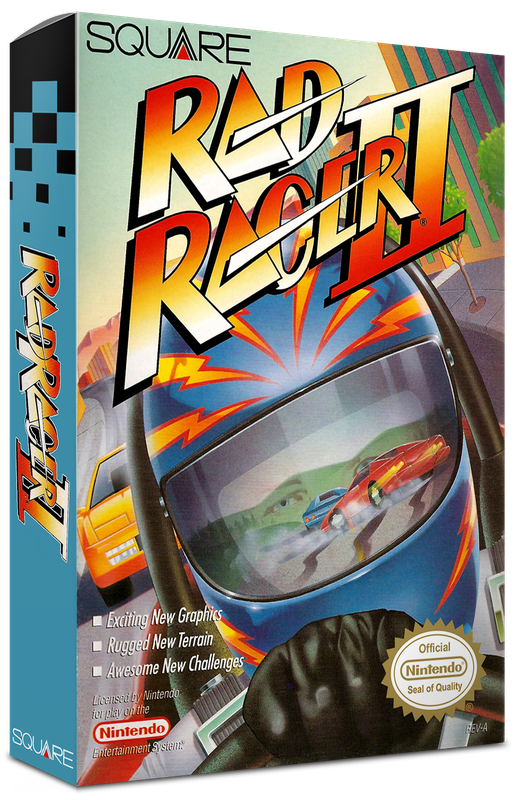 SQUARE
RAD
RACER II
®
RAD RACER II
■ Exciting New Graphics
■ Rugged New Terrain
■ Awesome New Challenges
Licensed by Nintendo
for play on the
Nintendo
Entertainment System
Official
Nintendo®
Seal of Quality
®
REV-A
SQUARE